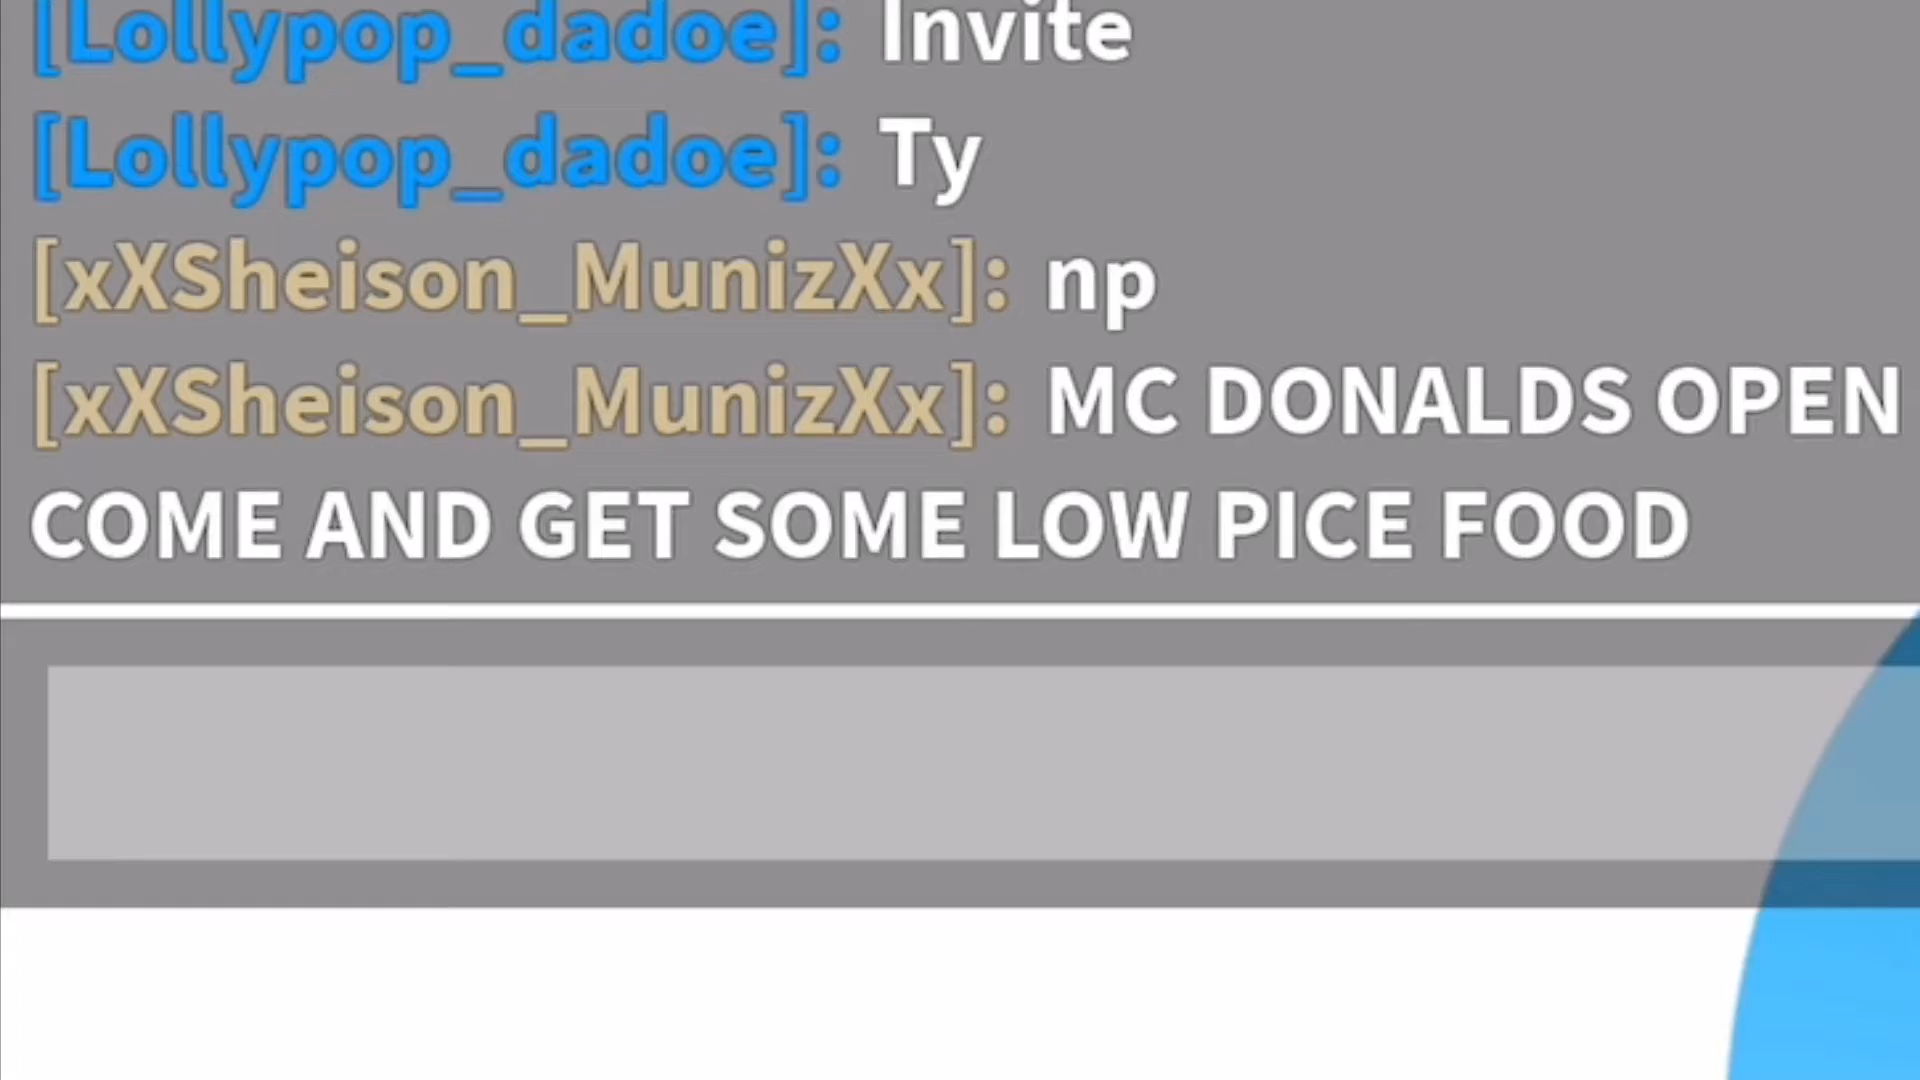 [Lollypop_dadoe]: Invite
[Lollypop_dadoe]: Ty
[xXSheison_MunizXx]: np
[xXSheison_MunizXx]: MC DONALDS OPEN
COME AND GET SOME LOW PICE FOOD